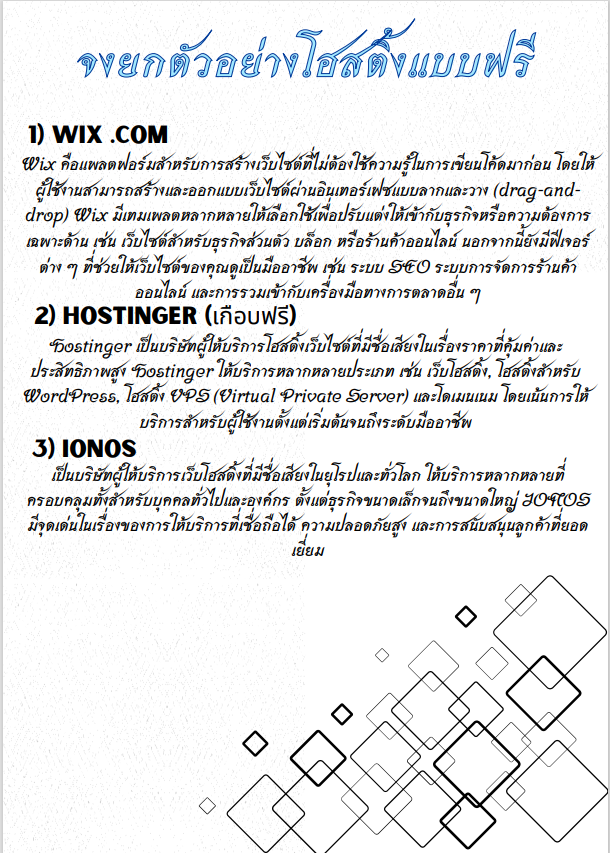 จงยกตัวอย่างโฮสติ้งแบบฟรี
1) WIX .COM
Wix คือแพลตฟอร์มสำหรับการสร้างเว็บไซต์ที่ไม่ต้องใช้ความรู้ในการเขียนโค้ดมาก่อน โดยให้
ผู้ใช้งานสามารถสร้างและออกแบบเว็บไซต์ผ่านอินเทอร์เฟซแบบลากและวาง (drag-and-
drop) Wix มีเทมเพลตหลากหลายให้เลือกใช้เพื่อปรับแต่งให้เข้ากับธุรกิจหรือความต้องการ
เฉพาะด้าน เช่น เว็บไซต์สำหรับธุรกิจส่วนตัว บล็อก หรือร้านค้าออนไลน์ นอกจากนี้ยังมีฟีเจอร์
ต่าง ๆ ที่ช่วยให้เว็บไซต์ของคุณดูเป็นมืออาชีพ เช่น ระบบ SEO ระบบการจัดการร้านค้า
ออนไลน์ และการรวมเข้ากับเครื่องมือทางการตลาดอื่น ๆ
2) HOSTINGER (เกือบฟรี)
Hostinger เป็นบริษัทผู้ให้บริการโฮสติ้งเว็บไซต์ที่มีชื่อเสียงในเรื่องราคาที่คุ้มค่าและ
ประสิทธิภาพสูง Hostinger ให้บริการหลากหลายประเภท เช่น เว็บโฮสติ้ง, โฮสติ้งสำหรับ
WordPress, โฮสติ้ง VPS (Virtual Private Server) และโดเมนเนม โดยเน้นการให้
บริการสำหรับผู้ใช้งานตั้งแต่เริ่มต้นจนถึงระดับมืออาชีพ
3) IONOS
เป็นบริษัทผู้ให้บริการเว็บโฮสติ้งที่มีชื่อเสียงในยุโรปและทั่วโลก ให้บริการหลากหลายที่
ครอบคลุมทั้งสำหรับบุคคลทั่วไปและองค์กร ตั้งแต่ธุรกิจขนาดเล็กจนถึงขนาดใหญ่ IONOS
มีจุดเด่นในเรื่องของการให้บริการที่เชื่อถือได้ ความปลอดภัยสูง และการสนับสนุนลูกค้าที่ยอด
เยี่ยม